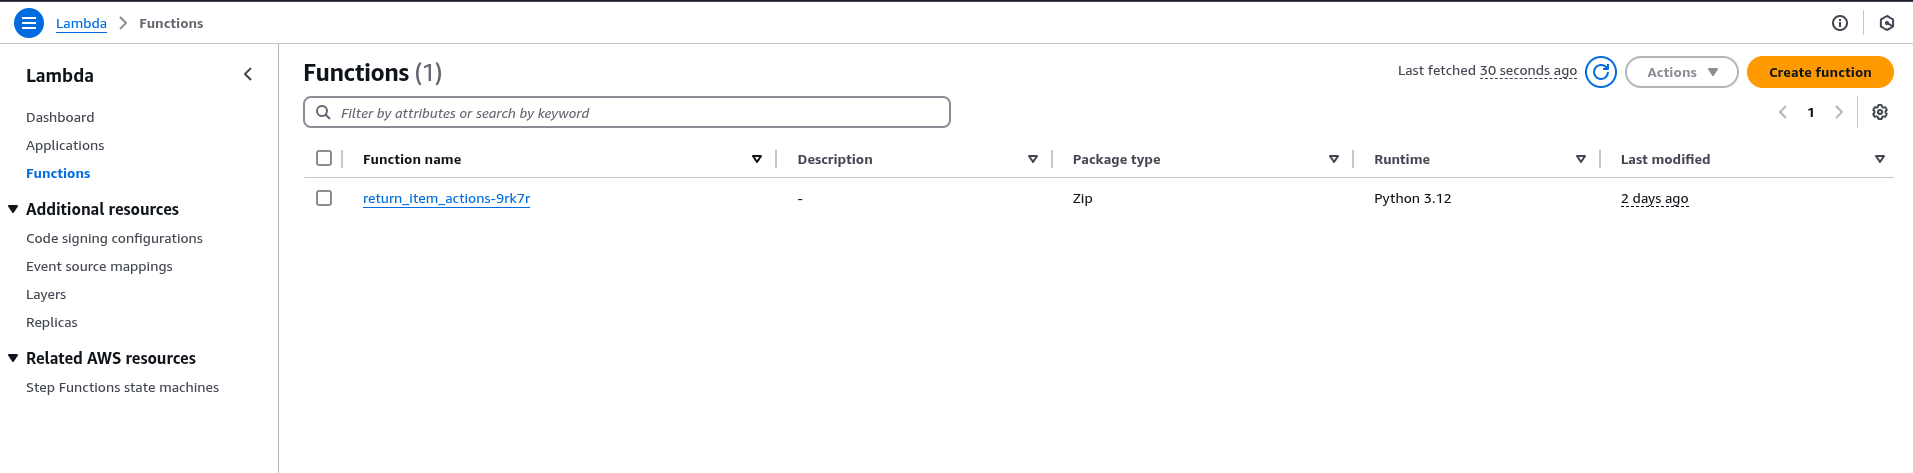 Lambda > Functions
Lambda
Dashboard
Applications
Functions
Additional resources
Code signing configurations
Event source mappings
Layers
Replicas
Related AWS resources
Step Functions state machines
Functions (1)
Last fetched 30 seconds ago
Actions
Create function
Filter by attributes or search by keyword
1
Function name Description Package type Runtime Last modified
return_item_actions-9rk7r - Zip Python 3.12 2 days ago